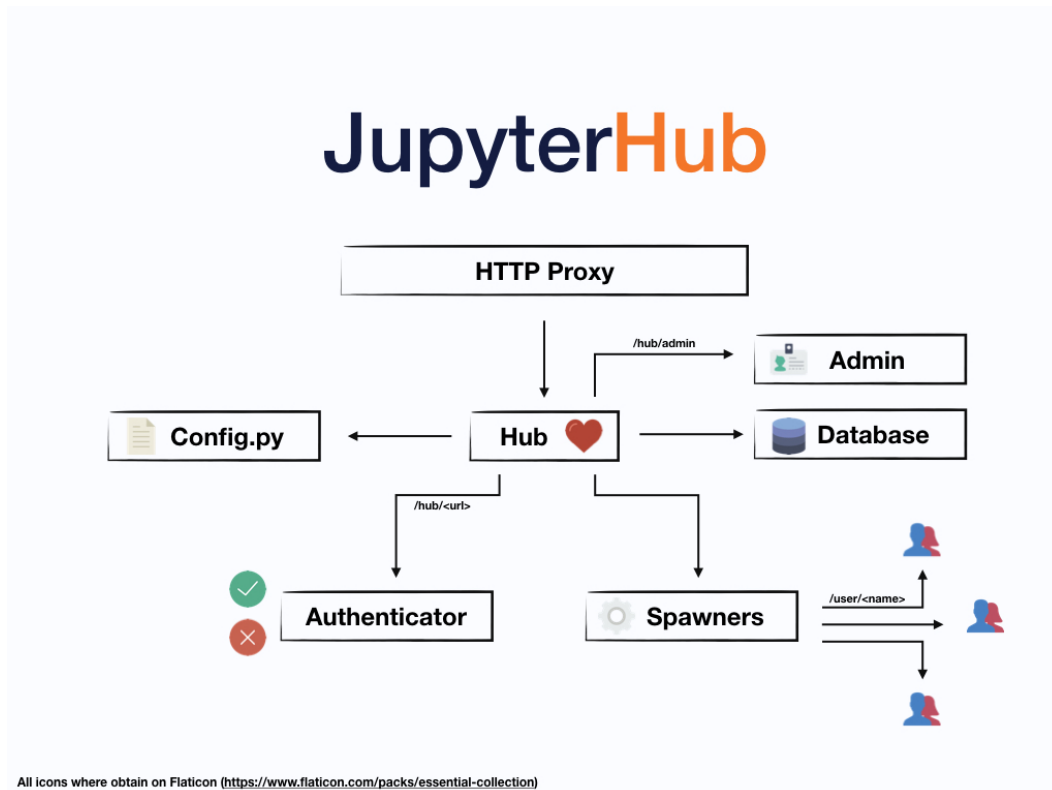 JupyterHub
HTTP Proxy
/hub/admin
Admin
Config.py
Hub
Database
/hub/<url>
Authenticator
Spawners
/user/<name>
All icons where obtain on Flaticon (https://www.flaticon.com/packs/essential-collection)